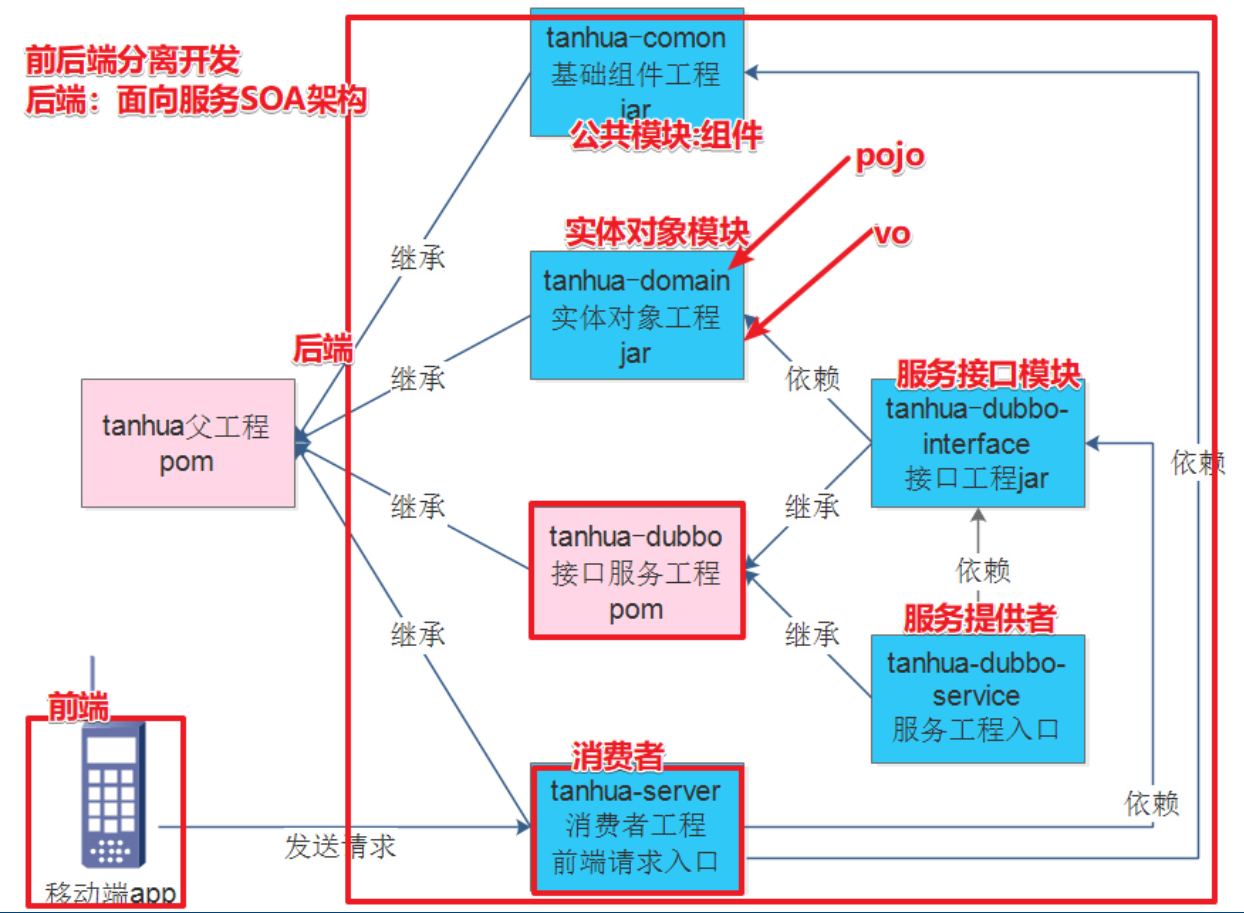 前后端分离开发
后端：面向服务SOA架构
tanhua-comon
基础组件工程
jar
公共模块:组件
pojo
vo
实体对象模块
tanhua-domain
实体对象工程
jar
继承
继承
依赖
后端
tanhua父工程
pom
服务接口模块
tanhua-dubbo-
interface
接口工程jar
依赖
继承
继承
tanhua-dubbo
接口服务工程
pom
依赖
继承
继承
服务提供者
tanhua-dubbo-
service
服务工程入口
前端
移动端app
发送请求
消费者
tanhua-server
消费者工程
前端请求入口
依赖